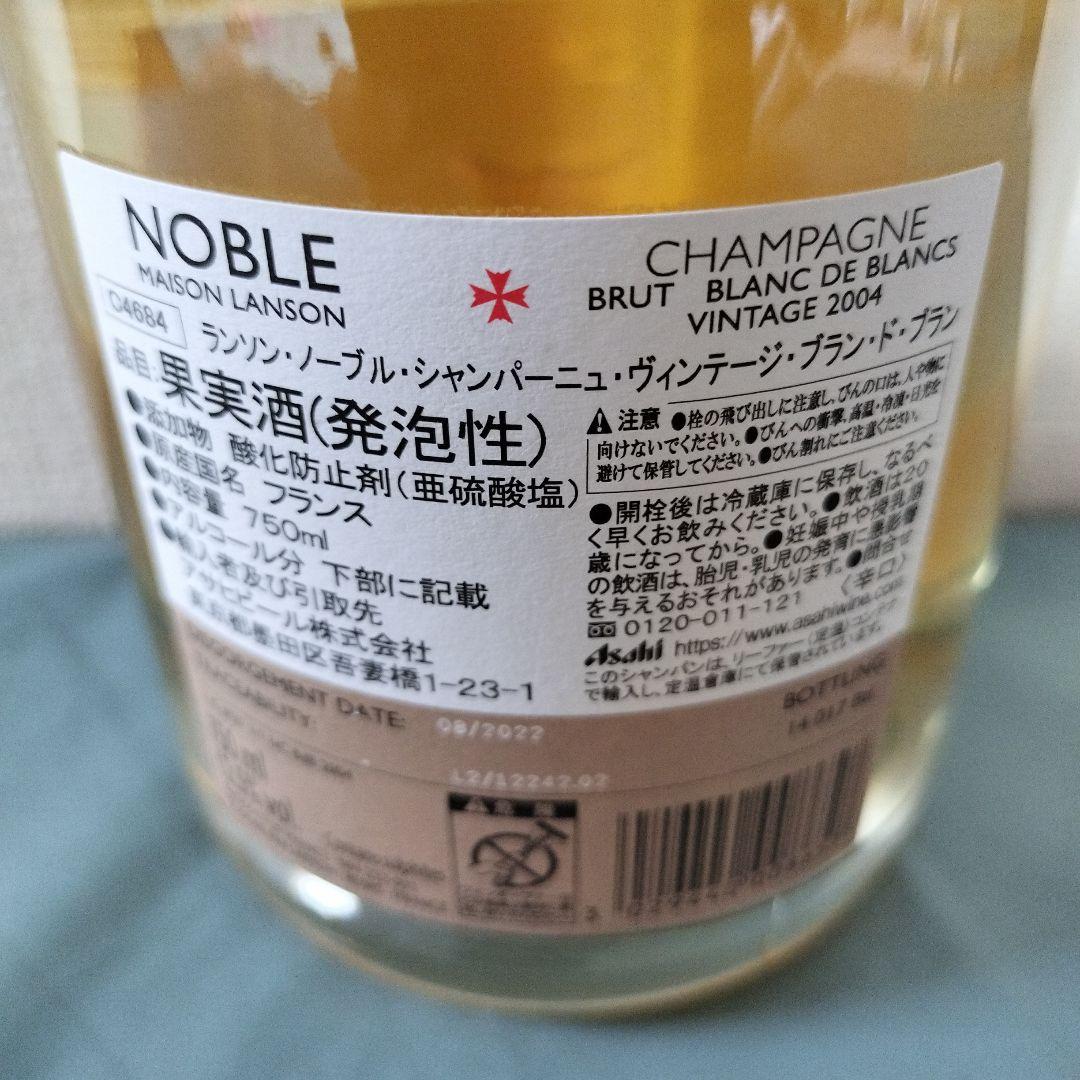 NOBLE
MAISON LANSON
CHAMPAGNE
BRUT BLANC DE BLANCS
VINTAGE 2004
C4684
ランソン・ノーブル・シャンパーニュ・ヴィンテージ・ブラン・ド・ブラン
品目:果実酒(発泡性)
●添加物 酸化防止剤(亜硫酸塩)
●原産国名 フランス
●内容量 750ml
●アルコール分 下部に記載
●輸入者及び引取先
アサヒビール株式会社
東京都墨田区吾妻橋1-23-1
注意 ●栓の飛び出しに注意し、びんの口は、人や物に
向けないでください。●びんへの衝撃、高温・冷凍・日光を
避けて保管してください。●びん割れにご注意ください。
●開栓後は冷蔵庫に保存し、なるべ
く早くお飲みください。●飲酒は20
歳になってから。●妊娠中や授乳期
の飲酒は、胎児・乳児の発育に悪影響
を与えるおそれがあります。●問合せ
0120-011-121 〈辛口〉
Asahi https://www.asahiwine.com
このシャンパンは、リーファー(定温)コンテナ
で輸入し、定温倉庫にて保管されています。
DISGORGEMENT DATE: 08/2022
TRACEABILITY: L2/12242.02
BOTTLING